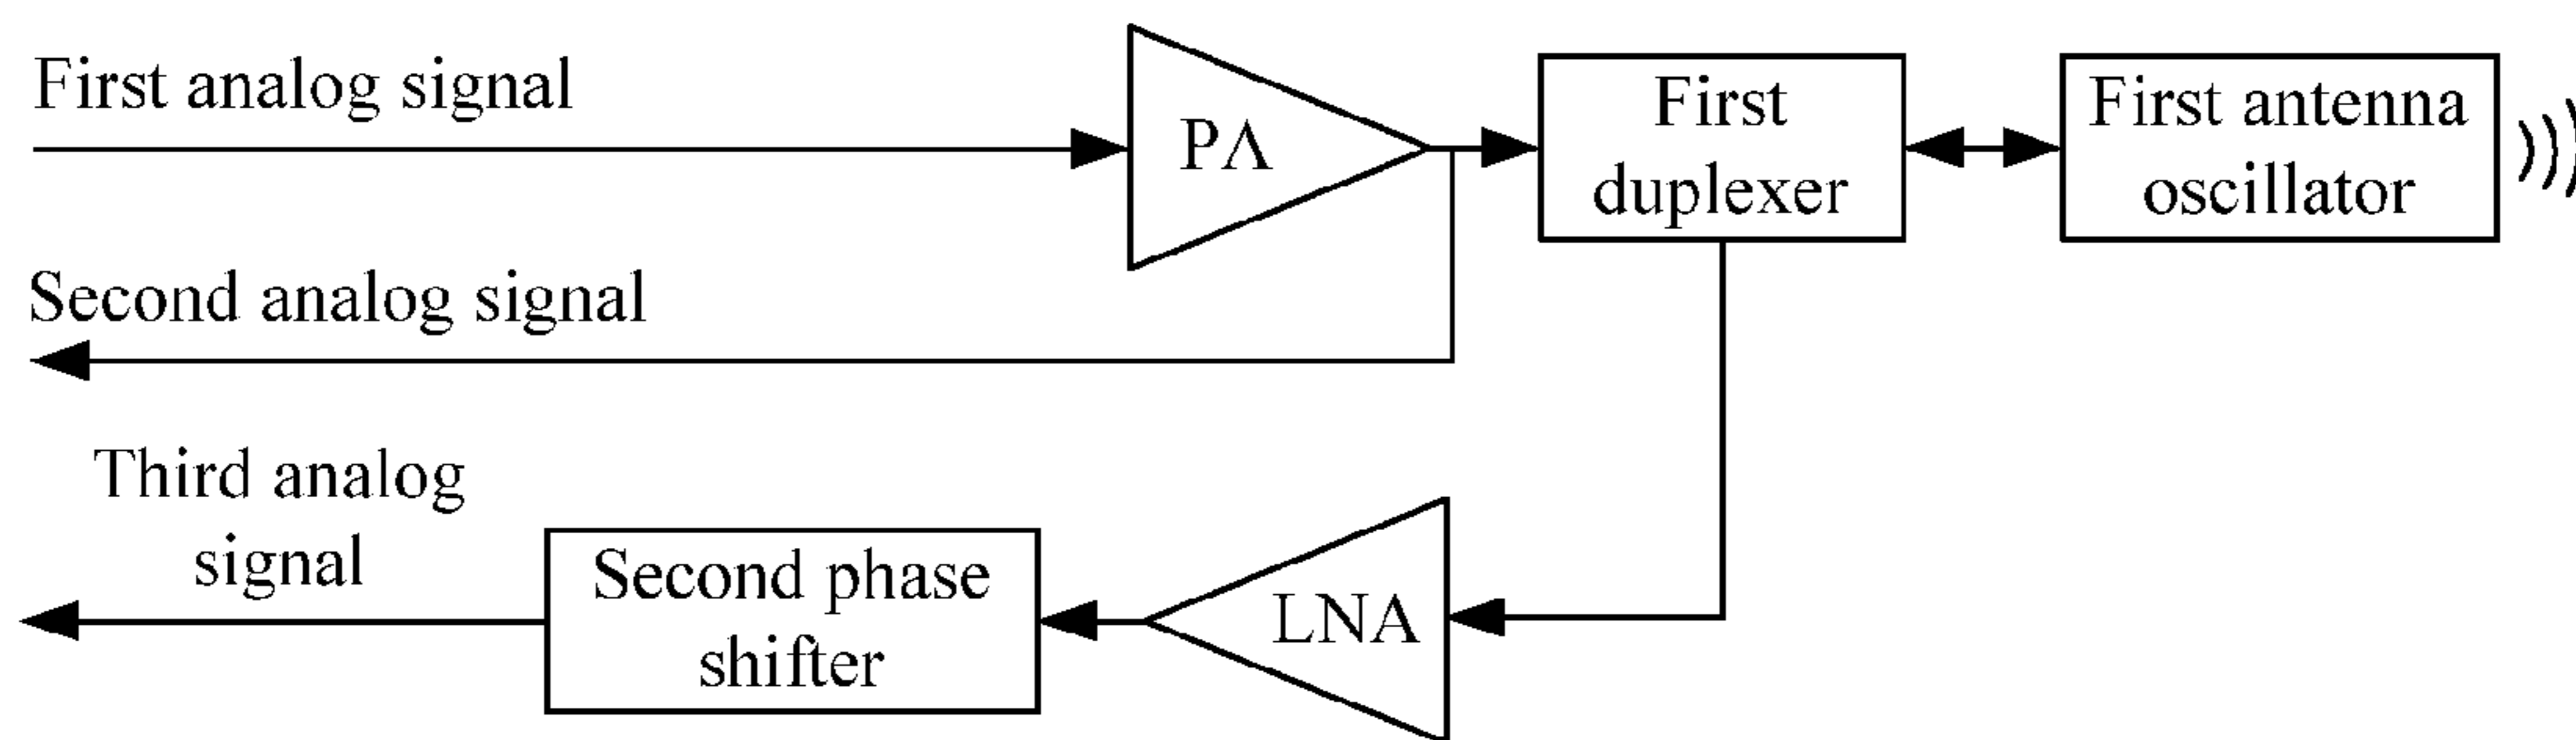 First analog signal
PA
First
duplexer
First antenna
oscillator
Second analog signal
Third analog
signal
Second phase
shifter
LNA